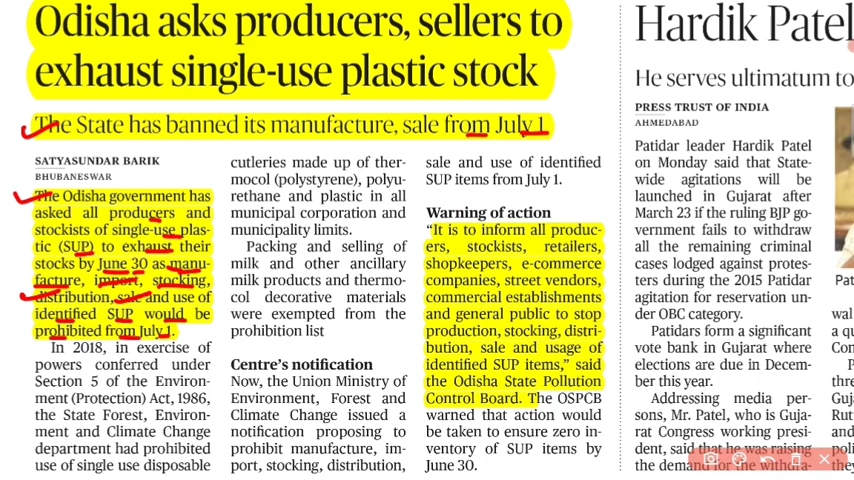 Odisha asks producers, sellers to
exhaust single-use plastic stock
The State has banned its manufacture, sale from July 1
SATYASUNDAR BARIK
BHUBANESWAR
The Odisha government has
asked all producers and
stockists of single-use plas-
tic (SUP) to exhaust their
stocks by June 30 as manu-
facture, import, stocking,
distribution, sale and use of
identified SUP would be
prohibited from July 1.
In 2018, in exercise of
powers conferred under
Section 5 of the Environ-
ment (Protection) Act, 1986,
the State Forest, Environ-
ment and Climate Change
department had prohibited
use of single use disposable
cutleries made up of ther-
mocol (polystyrene), polyu-
rethane and plastic in all
municipal corporation and
municipality limits.
Packing and selling of
milk and other ancillary
milk products and thermo-
col decorative materials
were exempted from the
prohibition list
Centre's notification
Now, the Union Ministry of
Environment, Forest and
Climate Change issued a
notification proposing to
prohibit manufacture, im-
port, stocking, distribution,
sale and use of identified
SUP items from July 1.
Warning of action
“It is to inform all produc-
ers, stockists, retailers,
shopkeepers, e-commerce
companies, street vendors,
commercial establishments
and general public to stop
production, stocking, distri-
bution, sale and usage of
identified SUP items,” said
the Odisha State Pollution
Control Board. The OSPCB
warned that action would
be taken to ensure zero in-
ventory of SUP items by
June 30.
Hardik Patel
He serves ultimatum to
PRESS TRUST OF INDIA
AHMEDABAD
Patidar leader Hardik Patel
on Monday said that State-
wide agitations will be
launched in Gujarat after
March 23 if the ruling BJP go-
vernment fails to withdraw
all the remaining criminal
cases lodged against protes-
ters during the 2015 Patidar
agitation for reservation un-
der OBC category.
Patidars form a significant
vote bank in Gujarat where
elections are due in Decem-
ber this year.
Addressing media per-
sons, Mr. Patel, who is Guja-
rat Congress working presi-
dent, said that he was raising
the demand for the withdra-
Pat
wal
a qu
Con
P
thre
Guj
Rut
and
poli
they